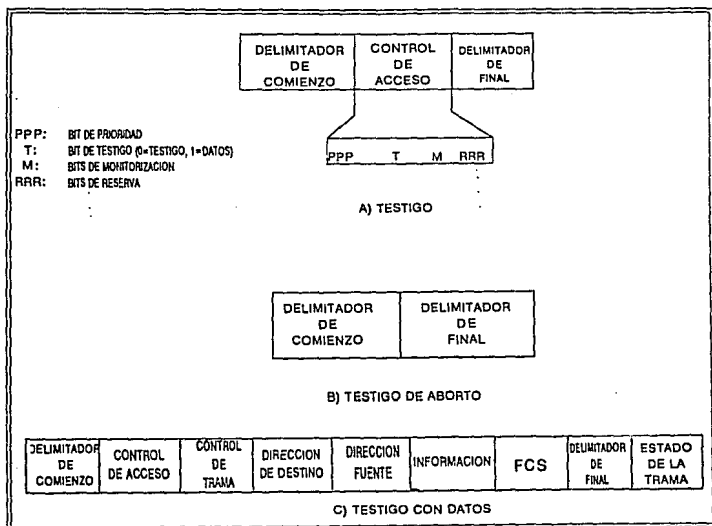 DELIMITADOR
DE
COMIENZO
CONTROL
DE
ACCESO
DELIMITADOR
DE
FINAL
PPP: BIT DE PRIORIDAD
T: BIT DE TESTIGO (0=TESTIGO, 1=DATOS)
M: BITS DE MONITORIZACION
RRR: BITS DE RESERVA
PPP T M RRR
A) TESTIGO
DELIMITADOR
DE
COMIENZO
DELIMITADOR
DE
FINAL
B) TESTIGO DE ABORTO
DELIMITADOR
DE
COMIENZO
CONTROL
DE ACCESO
CONTROL
DE
TRAMA
DIRECCION
DE DESTINO
DIRECCION
FUENTE
INFORMACION
FCS
DELIMITADOR
DE
FINAL
ESTADO
DE LA
TRAMA
C) TESTIGO CON DATOS